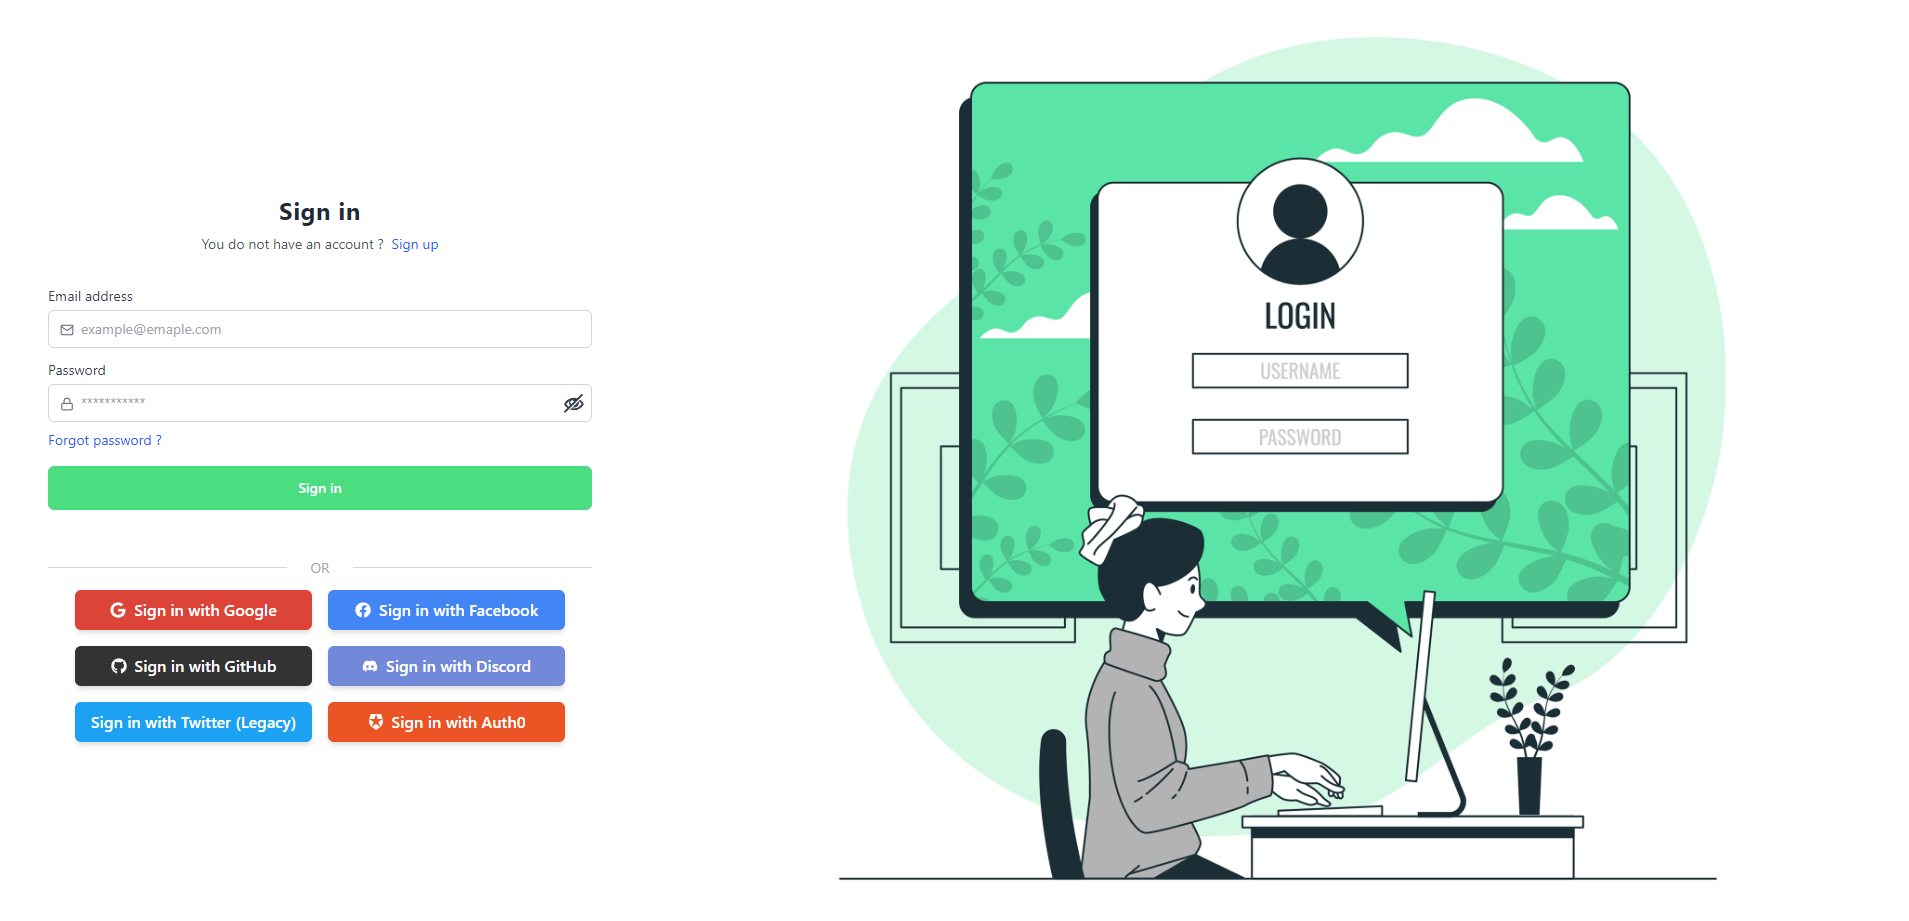 Sign in
You do not have an account ? Sign up
Email address
example@emaple.com
Password
***********
Forgot password ?
Sign in
OR
Sign in with Google
Sign in with Facebook
Sign in with GitHub
Sign in with Discord
Sign in with Twitter (Legacy)
Sign in with Auth0
LOGIN
USERNAME
PASSWORD